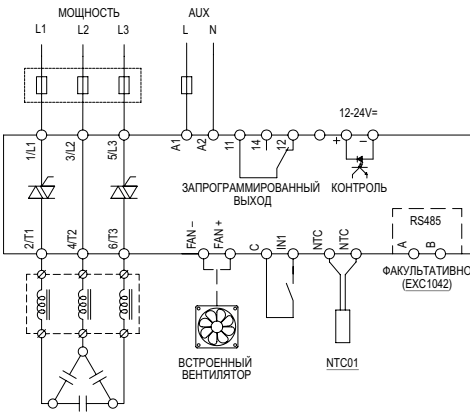 МОЩНОСТЬ AUX
L1 L2 L3 L N
12-24V=
1/L1 3/L2 5/L3 A1 A2 11 14 12 + –
ЗАПРОГРАММИРОВАННЫЙ
ВЫХОД
КОНТРОЛЬ
RS485
2/T1 4/T2 6/T3 FAN – FAN + C IN1 NTC NTC A B
ФАКУЛЬТАТИВНО
(EXC1042)
ВСТРОЕННЫЙ
ВЕНТИЛЯТОР
NTC01